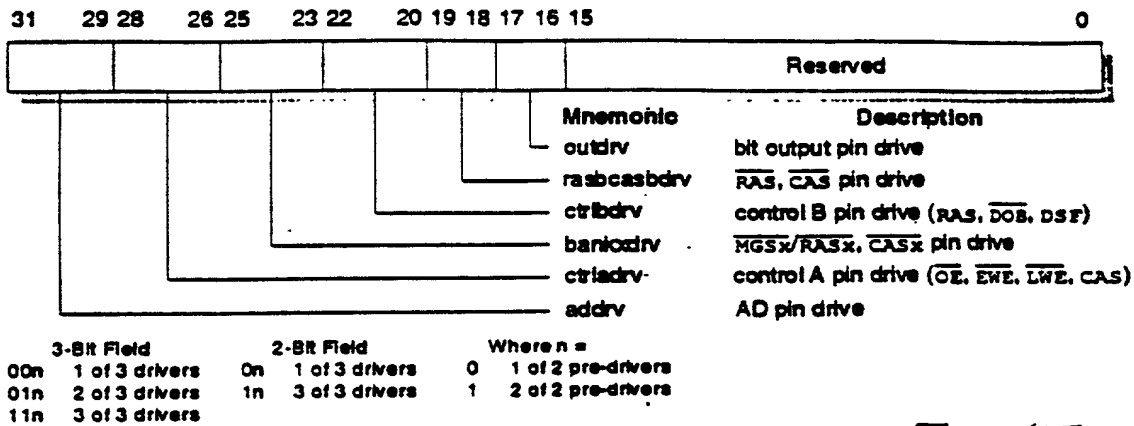 31 29 28 26 25 23 22 20 19 18 17 16 15 0
Reserved
Mnemonic Description
outdrv bit output pin drive
rasbcasbdrv RAS, CAS pin drive
ctrlbdrv control B pin drive (RAS, DOB, DSF)
MGSx/RASx, CASx pin drive
ctrladrv control A pin drive (OE, EWE, LWE, CAS)
addrv AD pin drive
3-Bit Field 2-Bit Field Where n =
00n 1 of 3 drivers 0n 1 of 3 drivers 0 1 of 2 pre-drivers
01n 2 of 3 drivers 1n 3 of 3 drivers 1 2 of 2 pre-drivers
11n 3 of 3 drivers